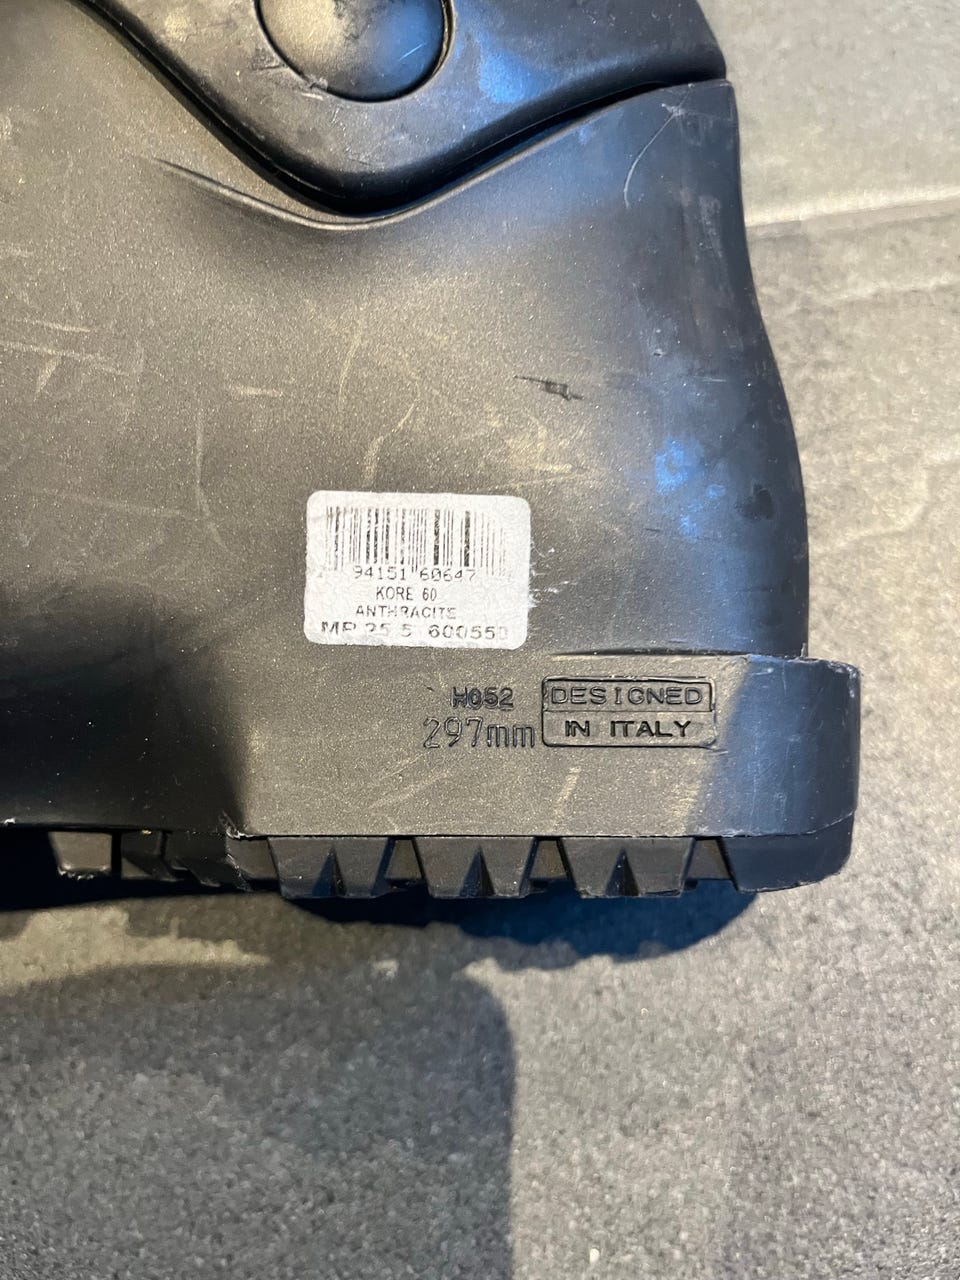 94151 60647
KORE 60
ANTHRACITE
MP 25.5 600550
H052
297mm
DESIGNED
IN ITALY